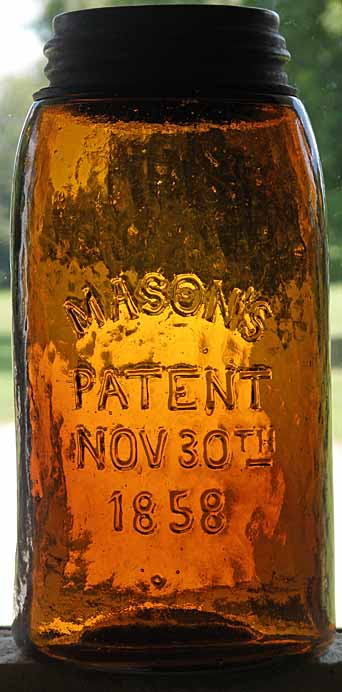 MASON'S
PATENT
NOV 30TH
1858